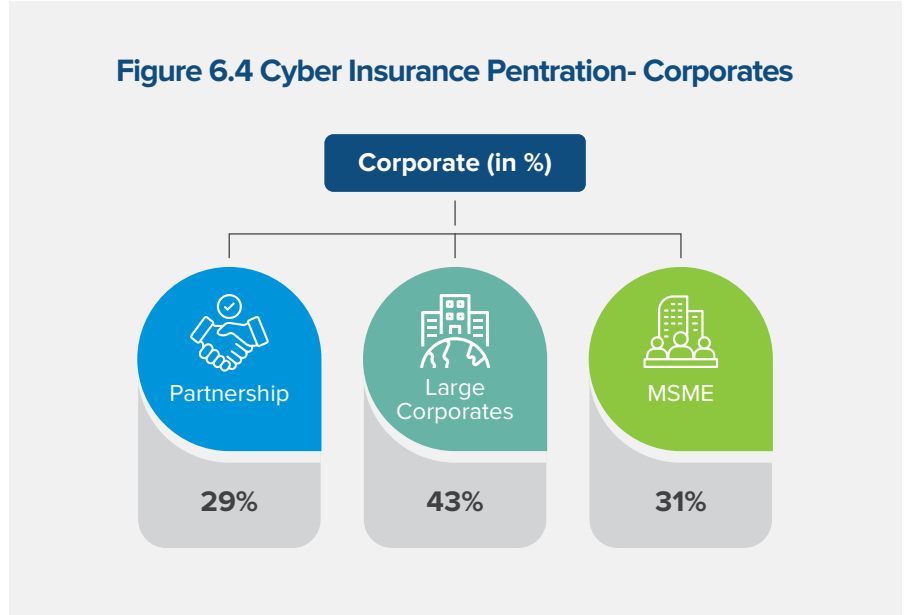 Figure 6.4 Cyber Insurance Pentration- Corporates
Corporate (in %)
Partnership
Large
Corporates
MSME
29%
43%
31%